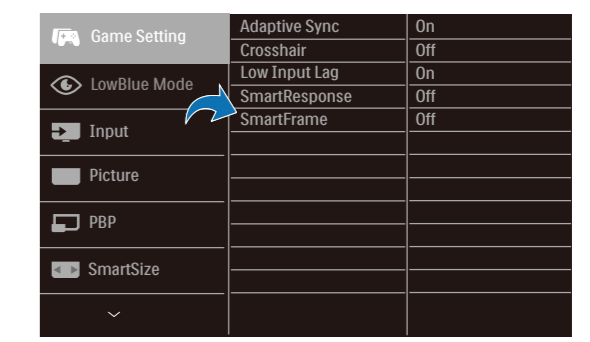 Game Setting
LowBlue Mode
Input
Picture
PBP
SmartSize
Adaptive Sync On
Crosshair Off
Low Input Lag On
SmartResponse Off
SmartFrame Off